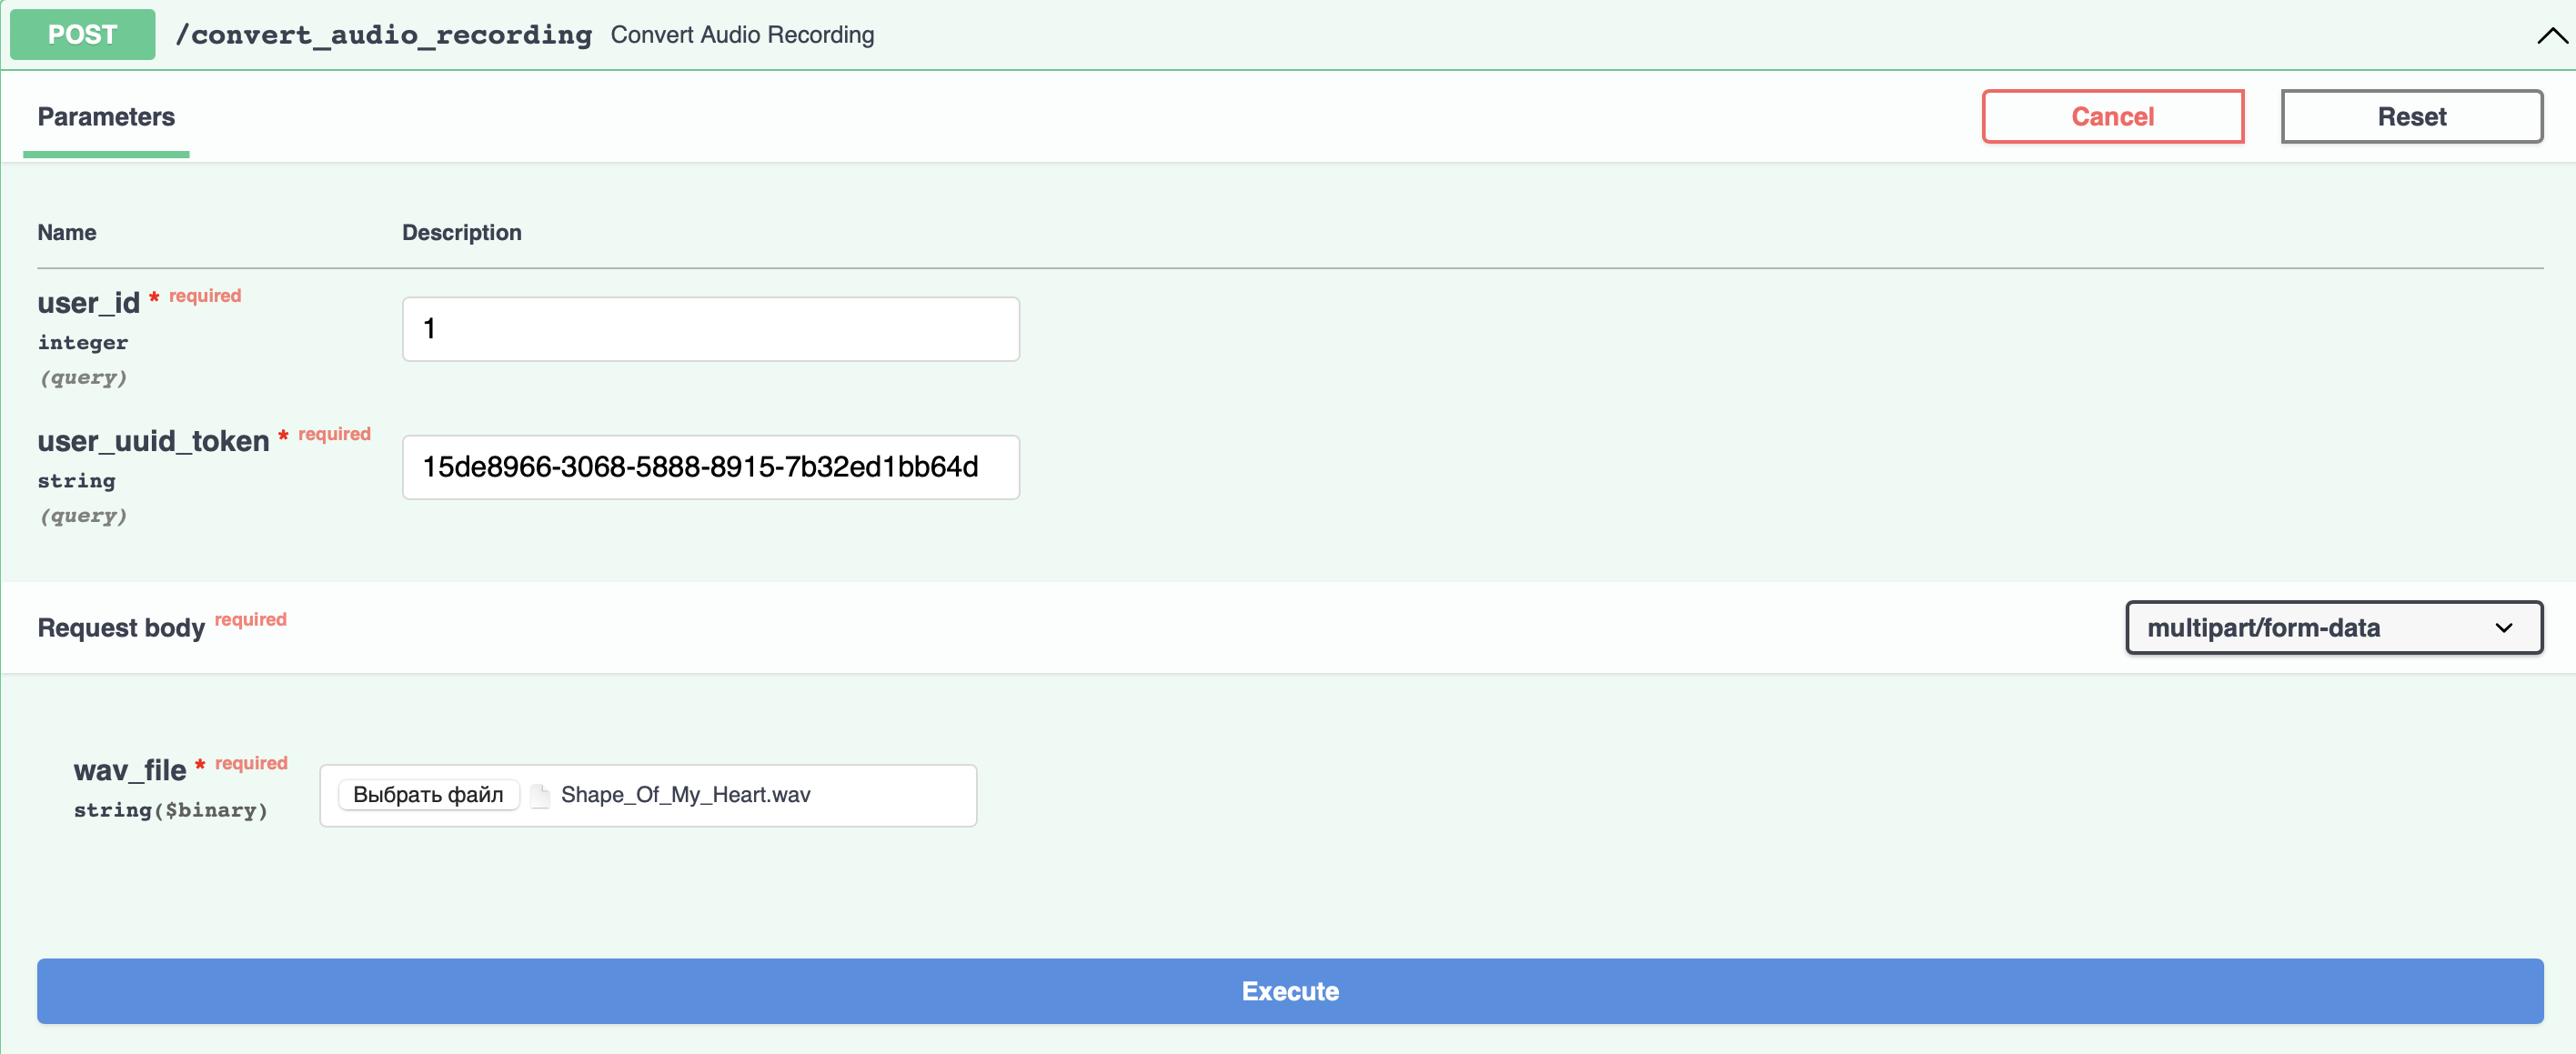 POST /convert_audio_recording Convert Audio Recording
Parameters Cancel Reset
Name Description
user_id * required 1
integer
(query)
user_uuid_token * required 15de8966-3068-5888-8915-7b32ed1bb64d
string
(query)
Request body required multipart/form-data
wav_file * required Выбрать файл Shape_Of_My_Heart.wav
string($binary)
Execute